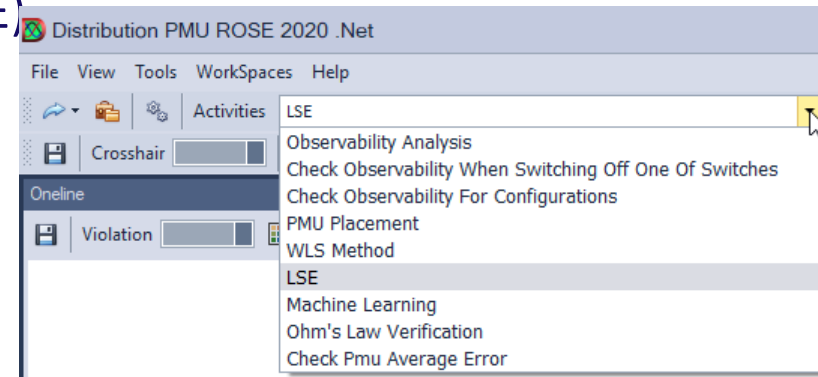 Distribution PMU ROSE 2020 .Net
File View Tools WorkSpaces Help
Activities LSE
Crosshair
Observability Analysis
Check Observability When Switching Off One Of Switches
Oneline
Check Observability For Configurations
Violation
PMU Placement
WLS Method
LSE
Machine Learning
Ohm's Law Verification
Check Pmu Average Error